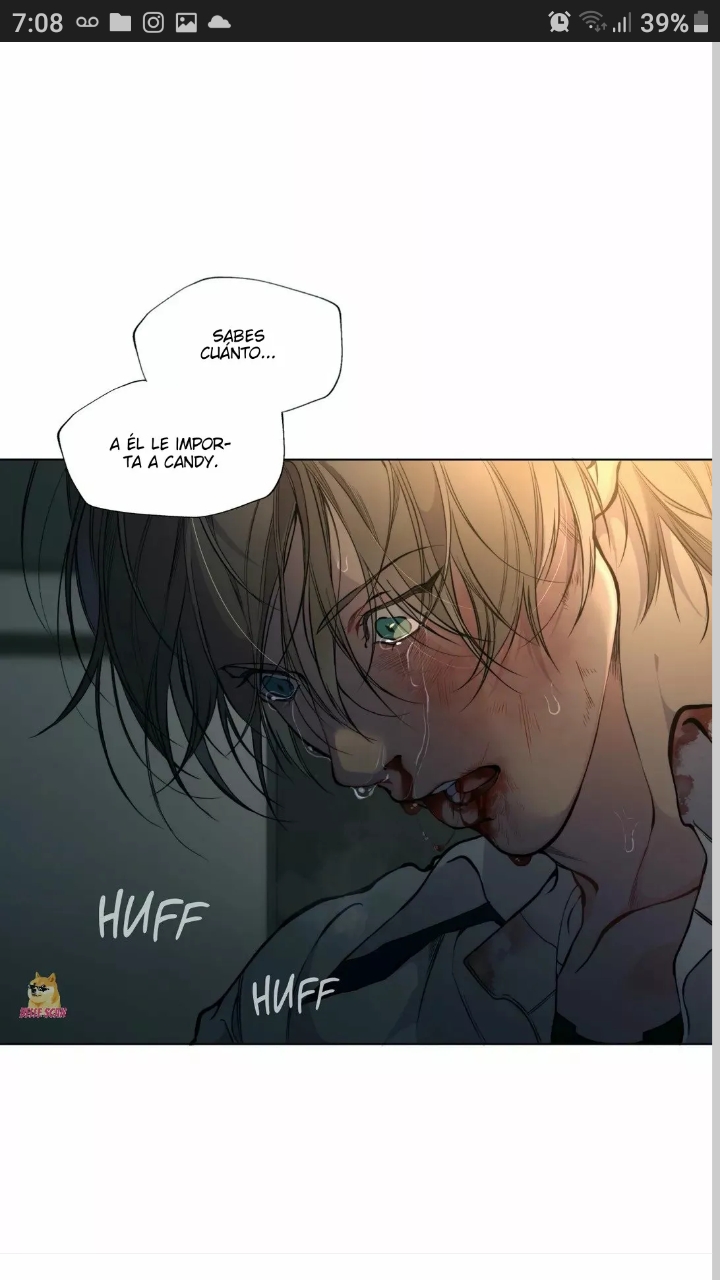 7:08
39%
SABES
CUÁNTO...
A ÉL LE IMPOR-
TA A CANDY.
HUFF
HUFF